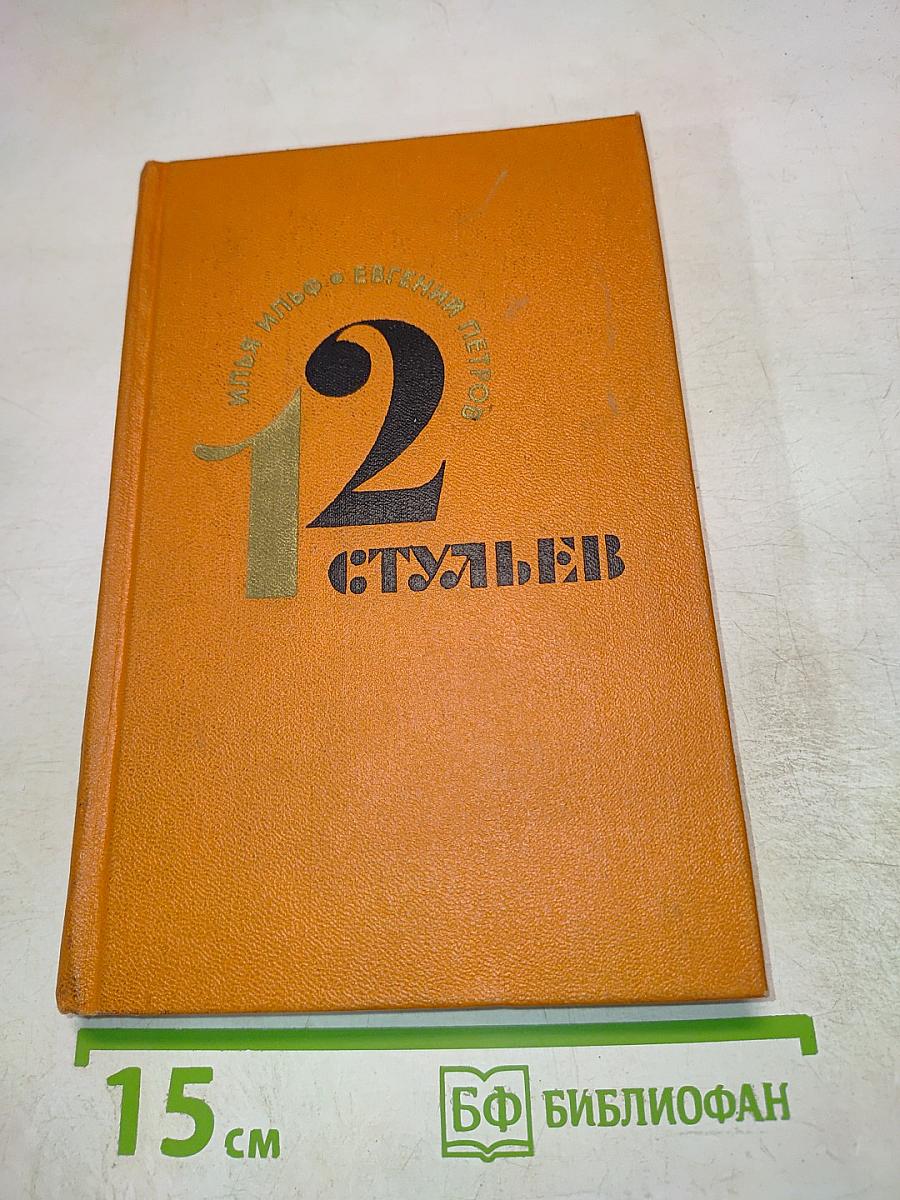 ИЛЬЯ ИЛЬФ • ЕВГЕНИЙ ПЕТРОВ
12
СТУЛЬЕВ
15 см
БФ БИБЛИОФАН